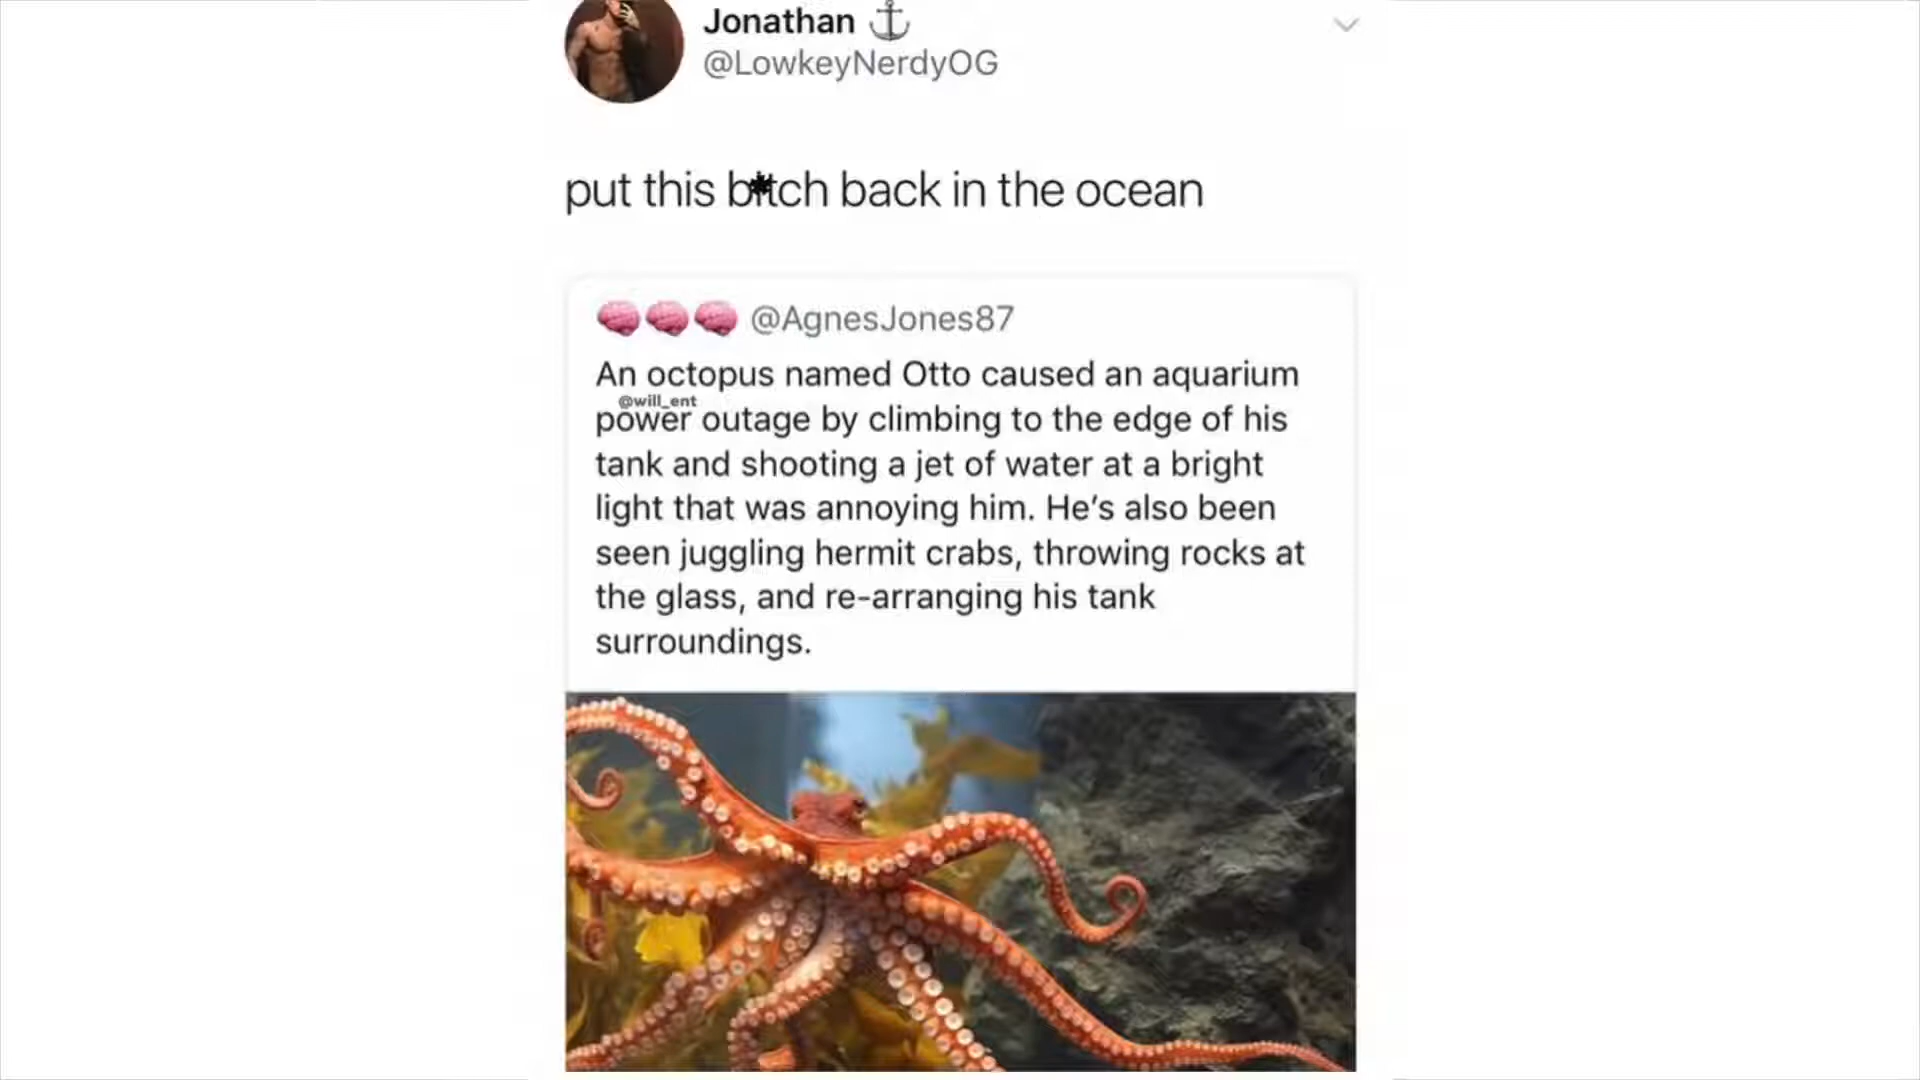 Jonathan ⚓
@LowkeyNerdyOG
put this b*tch back in the ocean
🧠🧠🧠 @AgnesJones87
An octopus named Otto caused an aquarium
@will_ent
power outage by climbing to the edge of his
tank and shooting a jet of water at a bright
light that was annoying him. He’s also been
seen juggling hermit crabs, throwing rocks at
the glass, and re-arranging his tank
surroundings.